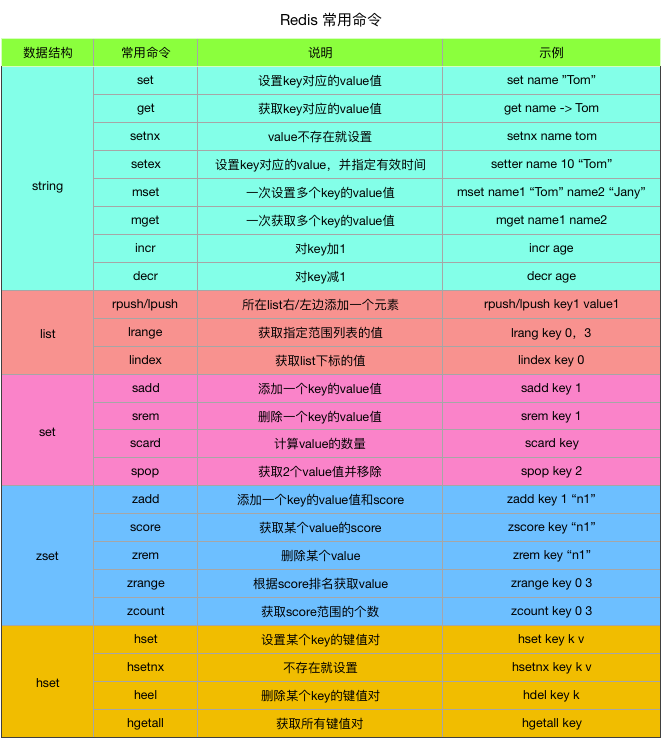 Redis 常用命令
数据结构 常用命令 说明 示例
string
set 设置key对应的value值 set name ”Tom”
get 获取key对应的value值 get name -> Tom
setnx value不存在就设置 setnx name tom
setex 设置key对应的value，并指定有效时间 setter name 10 “Tom”
mset 一次设置多个key的value值 mset name1 “Tom” name2 “Jany”
mget 一次获取多个key的value值 mget name1 name2
incr 对key加1 incr age
decr 对key减1 decr age
list
rpush/lpush 所在list右/左边添加一个元素 rpush/lpush key1 value1
lrange 获取指定范围列表的值 lrang key 0，3
lindex 获取list下标的值 lindex key 0
set
sadd 添加一个key的value值 sadd key 1
srem 删除一个key的value值 srem key 1
scard 计算value的数量 scard key
spop 获取2个value值并移除 spop key 2
zset
zadd 添加一个key的value值和score zadd key 1 “n1”
score 获取某个value的score zscore key “n1”
zrem 删除某个value zrem key “n1”
zrange 根据score排名获取value zrange key 0 3
zcount 获取score范围的个数 zcount key 0 3
hset
hset 设置某个key的键值对 hset key k v
hsetnx 不存在就设置 hsetnx key k v
heel 删除某个key的键值对 hdel key k
hgetall 获取所有键值对 hgetall key